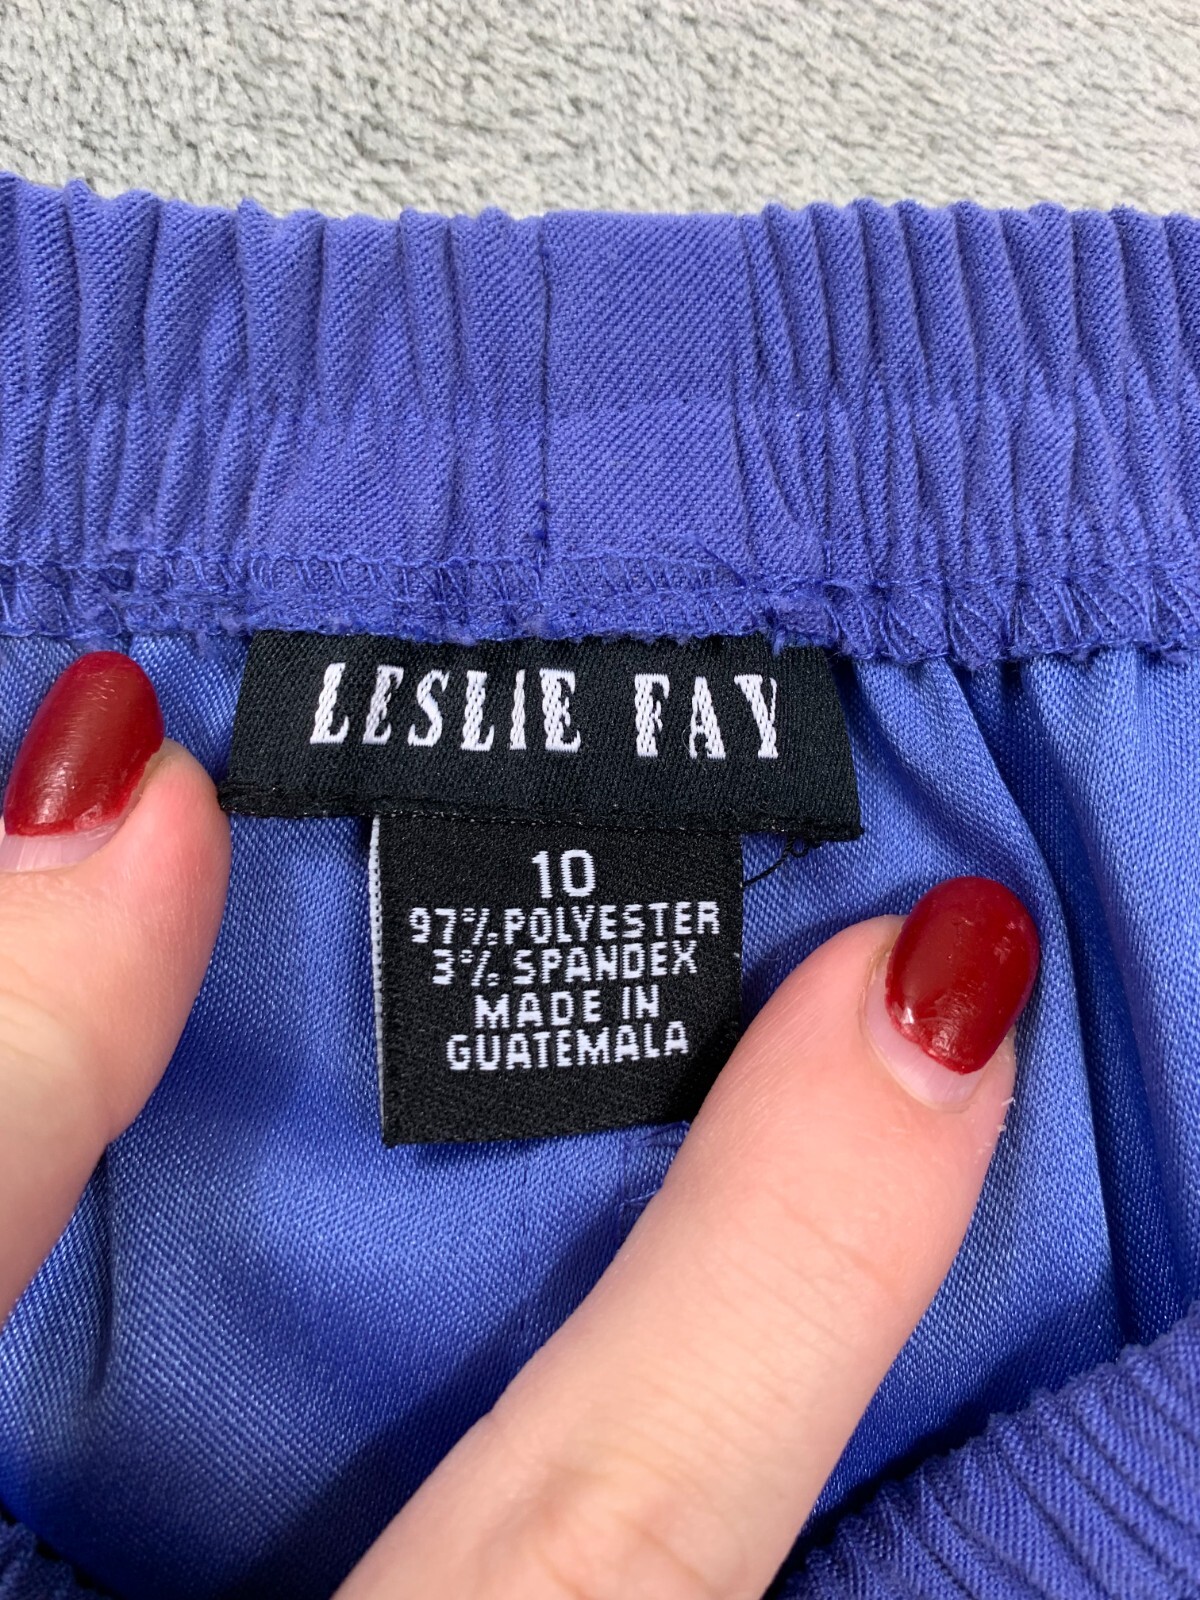 LESLIE FAY
10
97% POLYESTER
3% SPANDEX
MADE IN
GUATEMALA